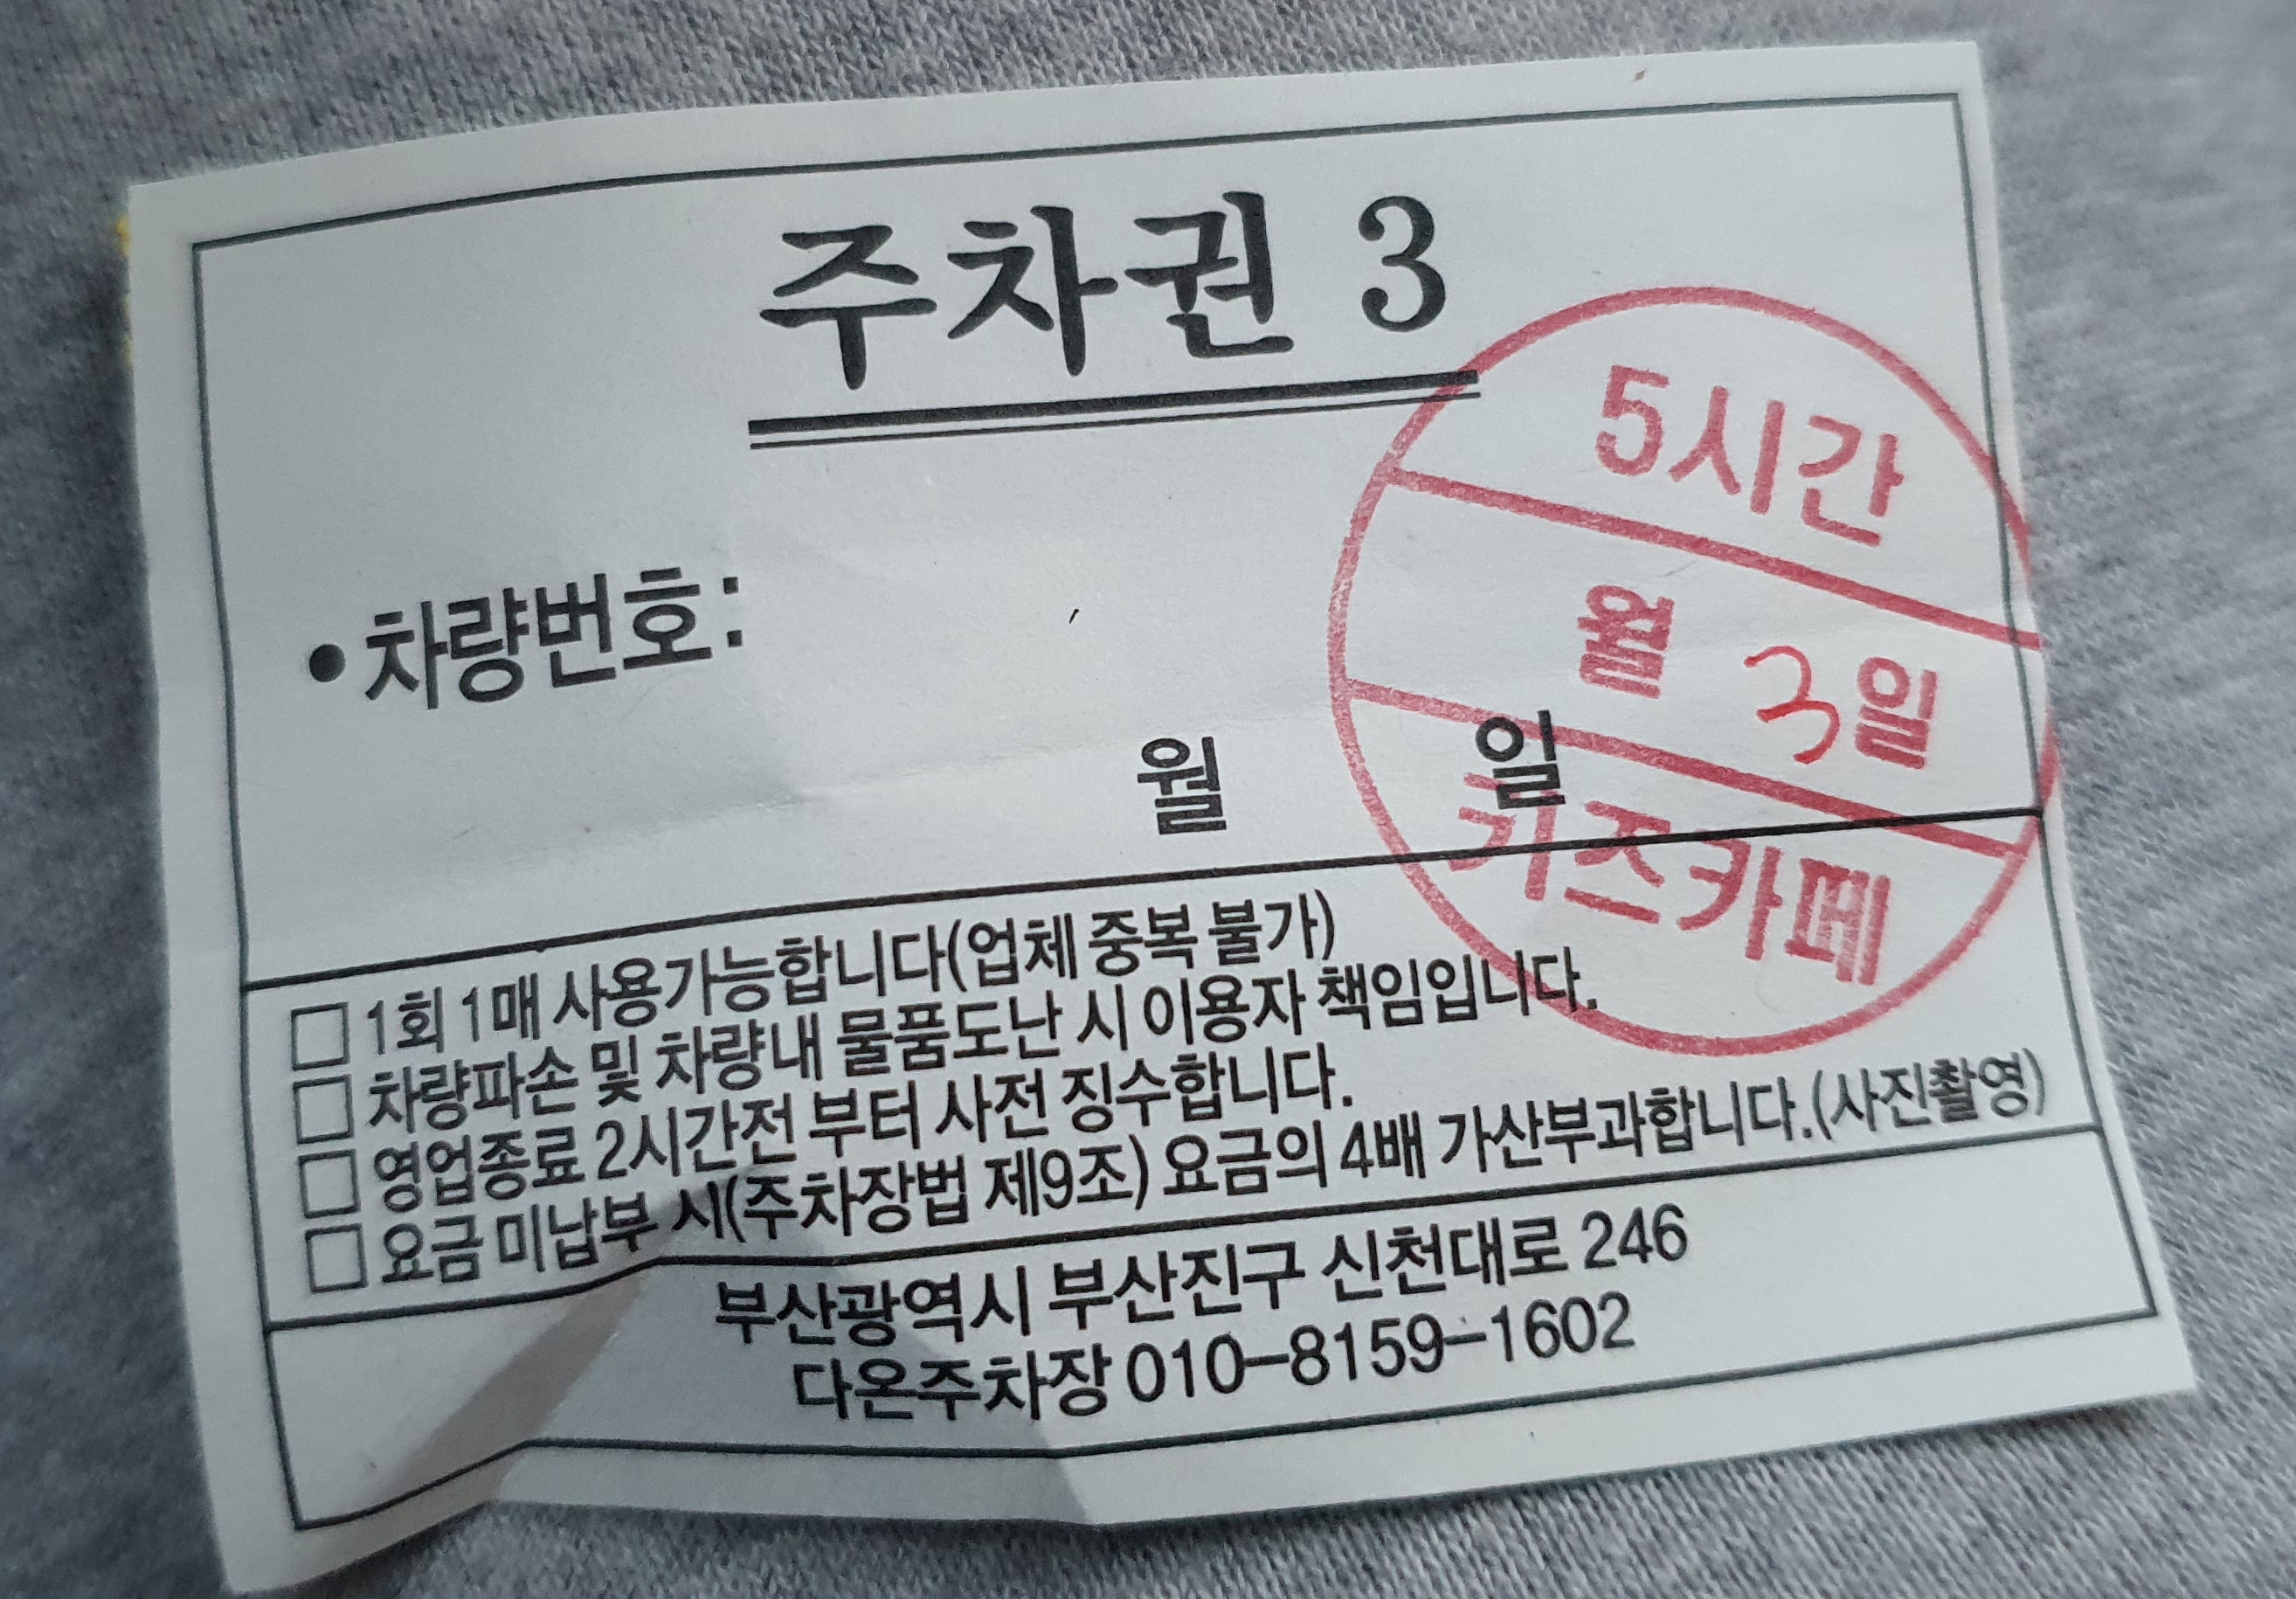 주차권 3
5시간
• 차량번호:
월 3일
월 일
키즈카페
□ 1회 1매 사용가능합니다(업체 중복 불가)
□ 차량파손 및 차량내 물품도난 시 이용자 책임입니다.
□ 영업종료 2시간전 부터 사전 징수합니다.
□ 요금 미납부 시(주차장법 제9조) 요금의 4배 가산부과합니다.(사진촬영)
부산광역시 부산진구 신천대로 246
다온주차장 010-8159-1602